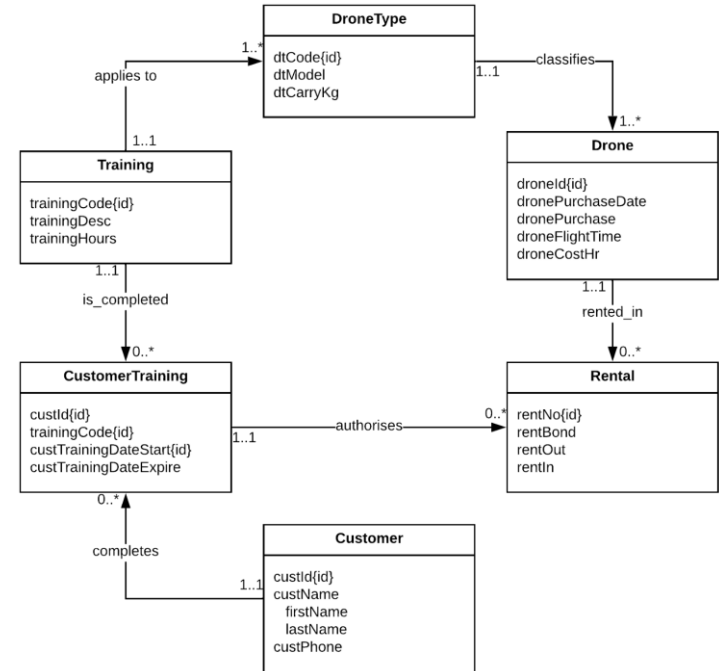 DroneType
dtCode{id}
dtModel
dtCarryKg
1..*
applies to
1..1
classifies
1..1
1..*
Training
trainingCode{id}
trainingDesc
trainingHours
Drone
droneId{id}
dronePurchaseDate
dronePurchase
droneFlightTime
droneCostHr
1..1
is_completed
0..*
1..1
rented_in
0..*
CustomerTraining
custId{id}
trainingCode{id}
custTrainingDateStart{id}
custTrainingDateExpire
1..1
authorises
0..*
Rental
rentNo{id}
rentBond
rentOut
rentIn
0..*
completes
1..1
Customer
custId{id}
custName
firstName
lastName
custPhone